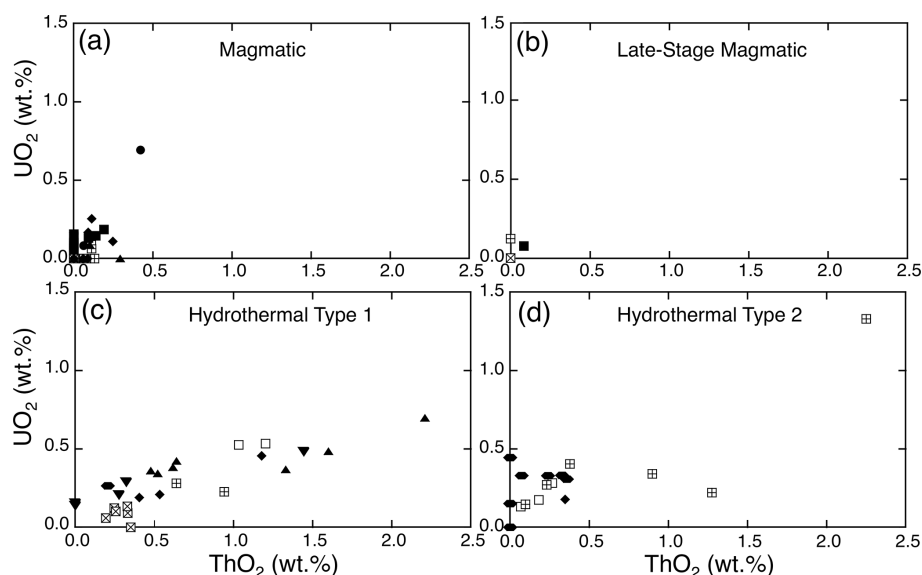 (a) Magmatic
UO2 (wt.%)
1.5
1.0
0.5
0.0
0.0 0.5 1.0 1.5 2.0 2.5
(b) Late-Stage Magmatic
1.5
1.0
0.5
0.0
0.0 0.5 1.0 1.5 2.0 2.5
(c) Hydrothermal Type 1
UO2 (wt.%)
1.5
1.0
0.5
0.0
0.0 0.5 1.0 1.5 2.0 2.5
ThO2 (wt.%)
(d) Hydrothermal Type 2
1.5
1.0
0.5
0.0
0.0 0.5 1.0 1.5 2.0 2.5
ThO2 (wt.%)